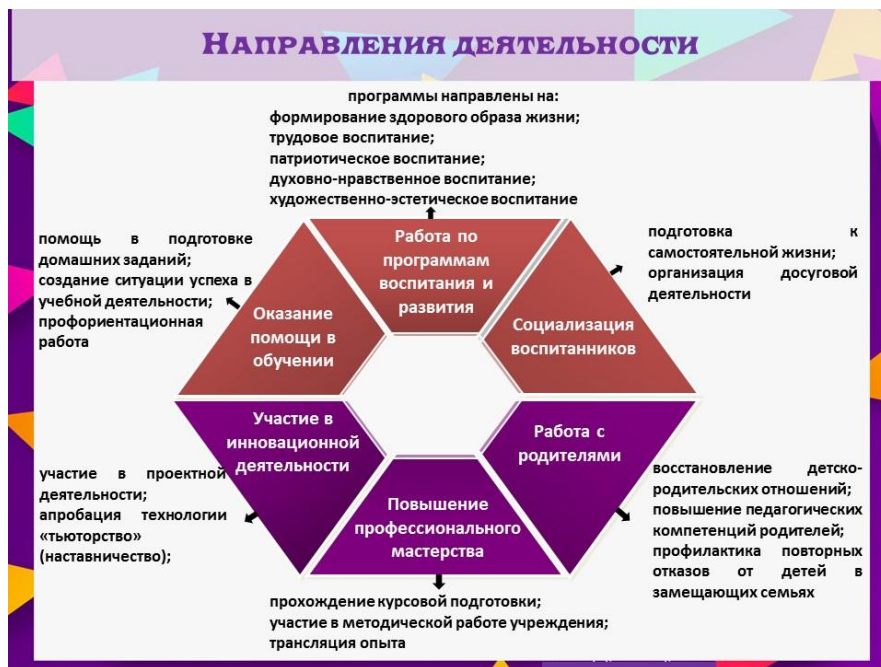 НАПРАВЛЕНИЯ ДЕЯТЕЛЬНОСТИ
программы направлены на:
формирование здорового образа жизни;
трудовое воспитание;
патриотическое воспитание;
духовно-нравственное воспитание;
художественно-эстетическое воспитание
Работа по
программам
воспитания и
развития
подготовка к
самостоятельной жизни;
организация досуговой
деятельности
Социализация
воспитанников
помощь в подготовке
домашних заданий;
создание ситуации успеха в
учебной деятельности;
профориентационная
работа
Оказание
помощи в
обучении
Участие в
инновационной
деятельности
участие в проектной
деятельности;
апробация технологии
«тьюторство»
(наставничество);
Работа с
родителями
восстановление детско-
родительских отношений;
повышение педагогических
компетенций родителей;
профилактика повторных
отказов от детей в
замещающих семьях
Повышение
профессионального
мастерства
прохождение курсовой подготовки;
участие в методической работе учреждения;
трансляция опыта